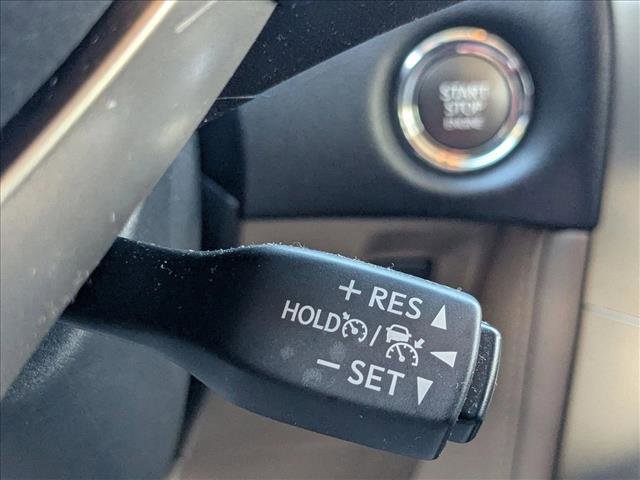 START
STOP
ENGINE
+ RES
HOLD /
− SET